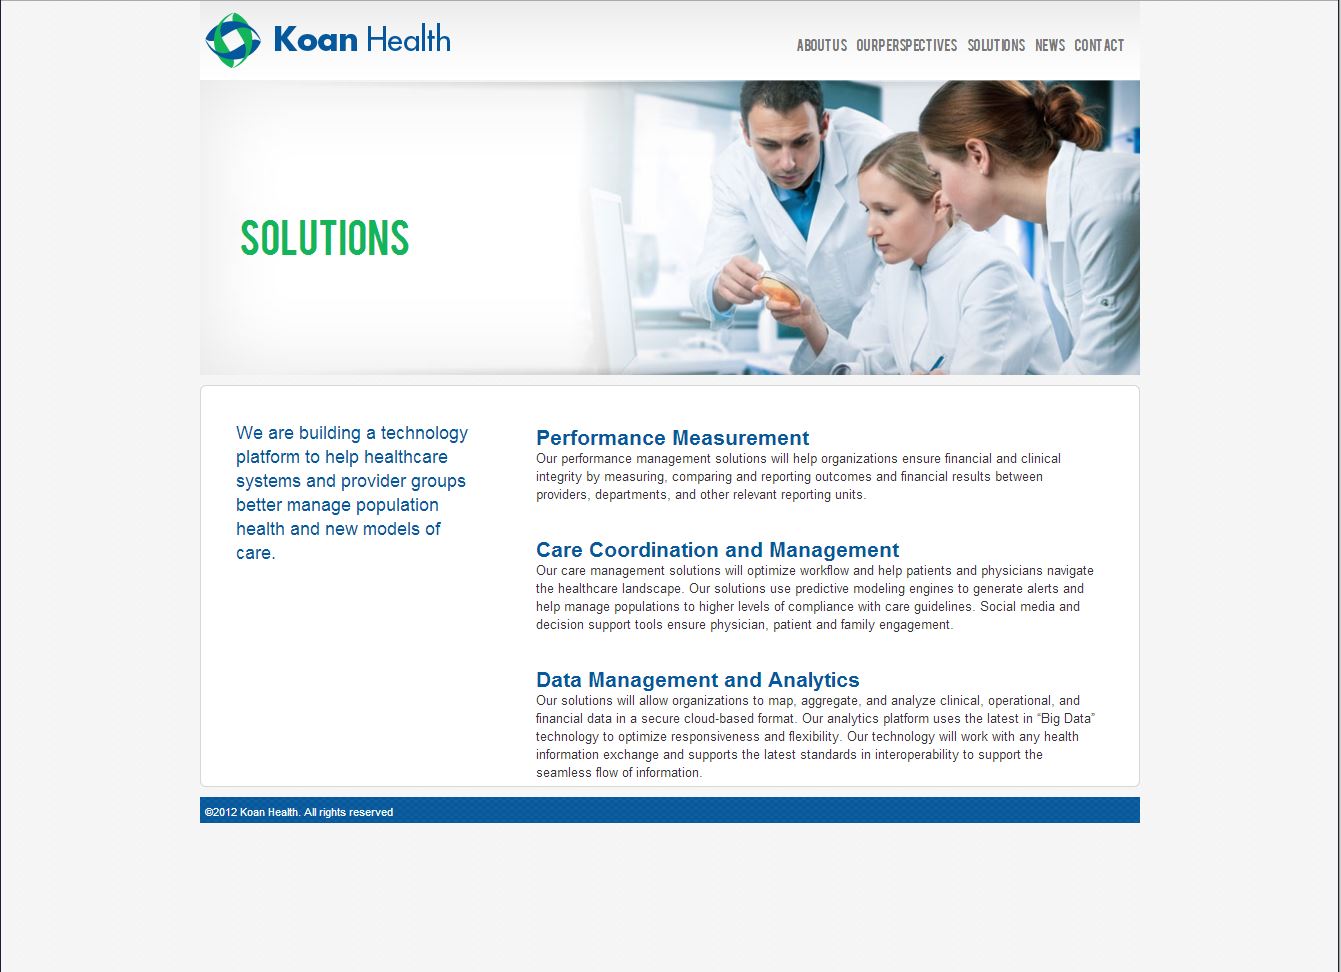 Koan Health
ABOUT US OUR PERSPECTIVES SOLUTIONS NEWS CONTACT
SOLUTIONS
We are building a technology
platform to help healthcare
systems and provider groups
better manage population
health and new models of
care.
Performance Measurement
Our performance management solutions will help organizations ensure financial and clinical
integrity by measuring, comparing and reporting outcomes and financial results between
providers, departments, and other relevant reporting units.
Care Coordination and Management
Our care management solutions will optimize workflow and help patients and physicians navigate
the healthcare landscape. Our solutions use predictive modeling engines to generate alerts and
help manage populations to higher levels of compliance with care guidelines. Social media and
decision support tools ensure physician, patient and family engagement.
Data Management and Analytics
Our solutions will allow organizations to map, aggregate, and analyze clinical, operational, and
financial data in a secure cloud-based format. Our analytics platform uses the latest in “Big Data”
technology to optimize responsiveness and flexibility. Our technology will work with any health
information exchange and supports the latest standards in interoperability to support the
seamless flow of information.
©2012 Koan Health. All rights reserved